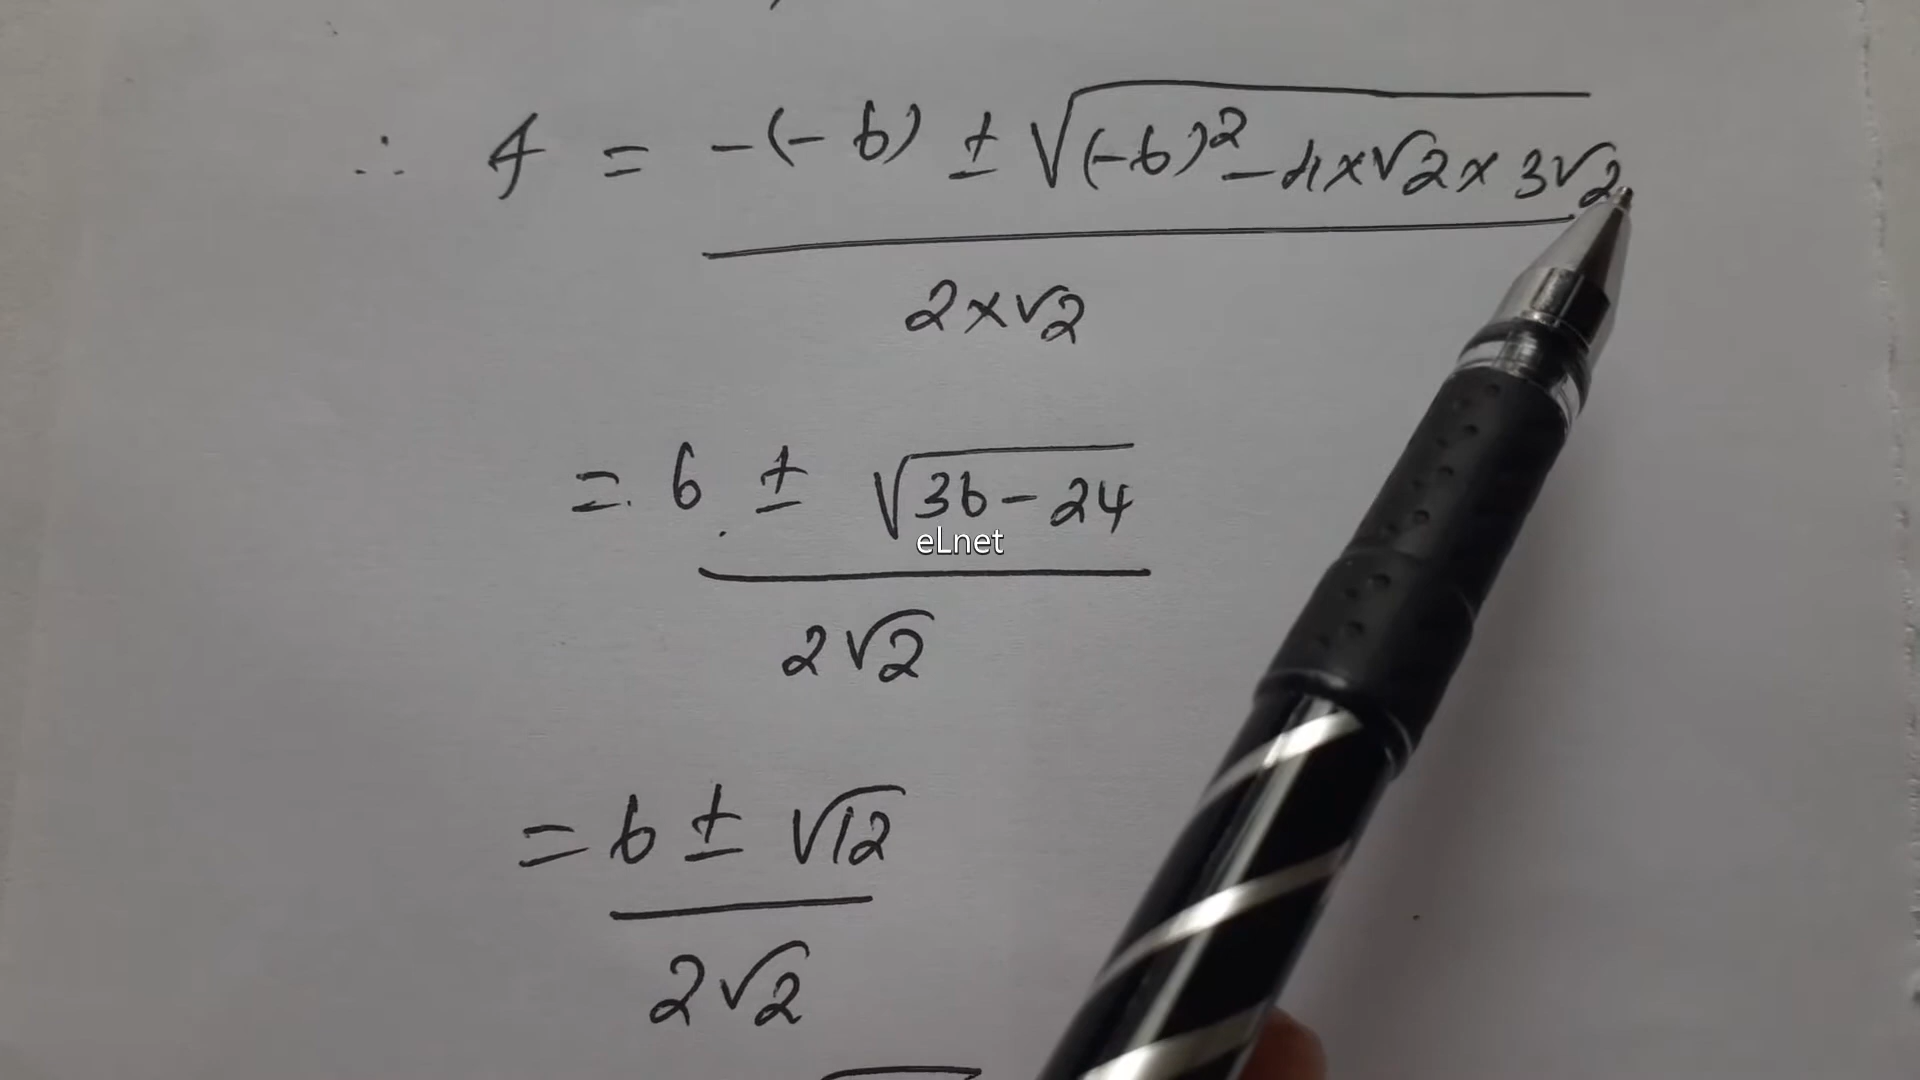 ∴ f = -(-6) ± √(-6)² - 4×√2 × 3√2
2×√2
= 6 ± √36 - 24
eLnet
2√2
= 6 ± √12
2√2